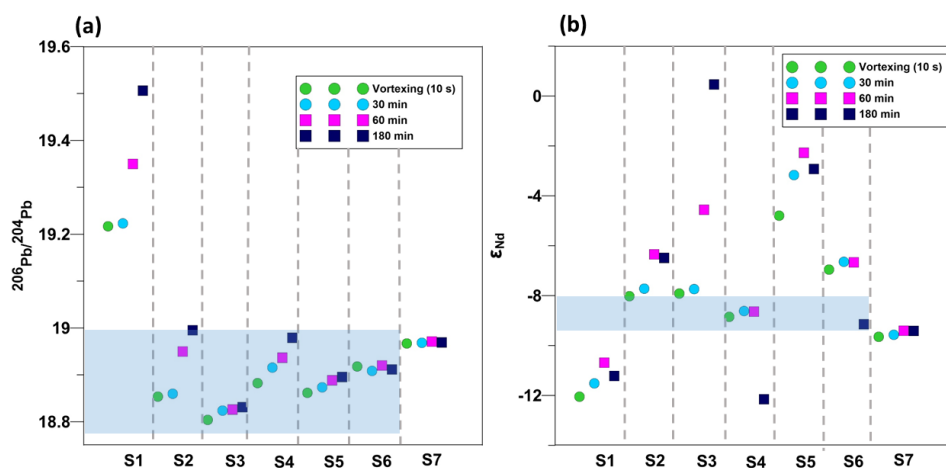 (a)
19.6
19.4
19.2
19
18.8
206Pb/204Pb
Vortexing (10 s)
30 min
60 min
180 min
S1 S2 S3 S4 S5 S6 S7
(b)
0
-4
-8
-12
εNd
Vortexing (10 s)
30 min
60 min
180 min
S1 S2 S3 S4 S5 S6 S7